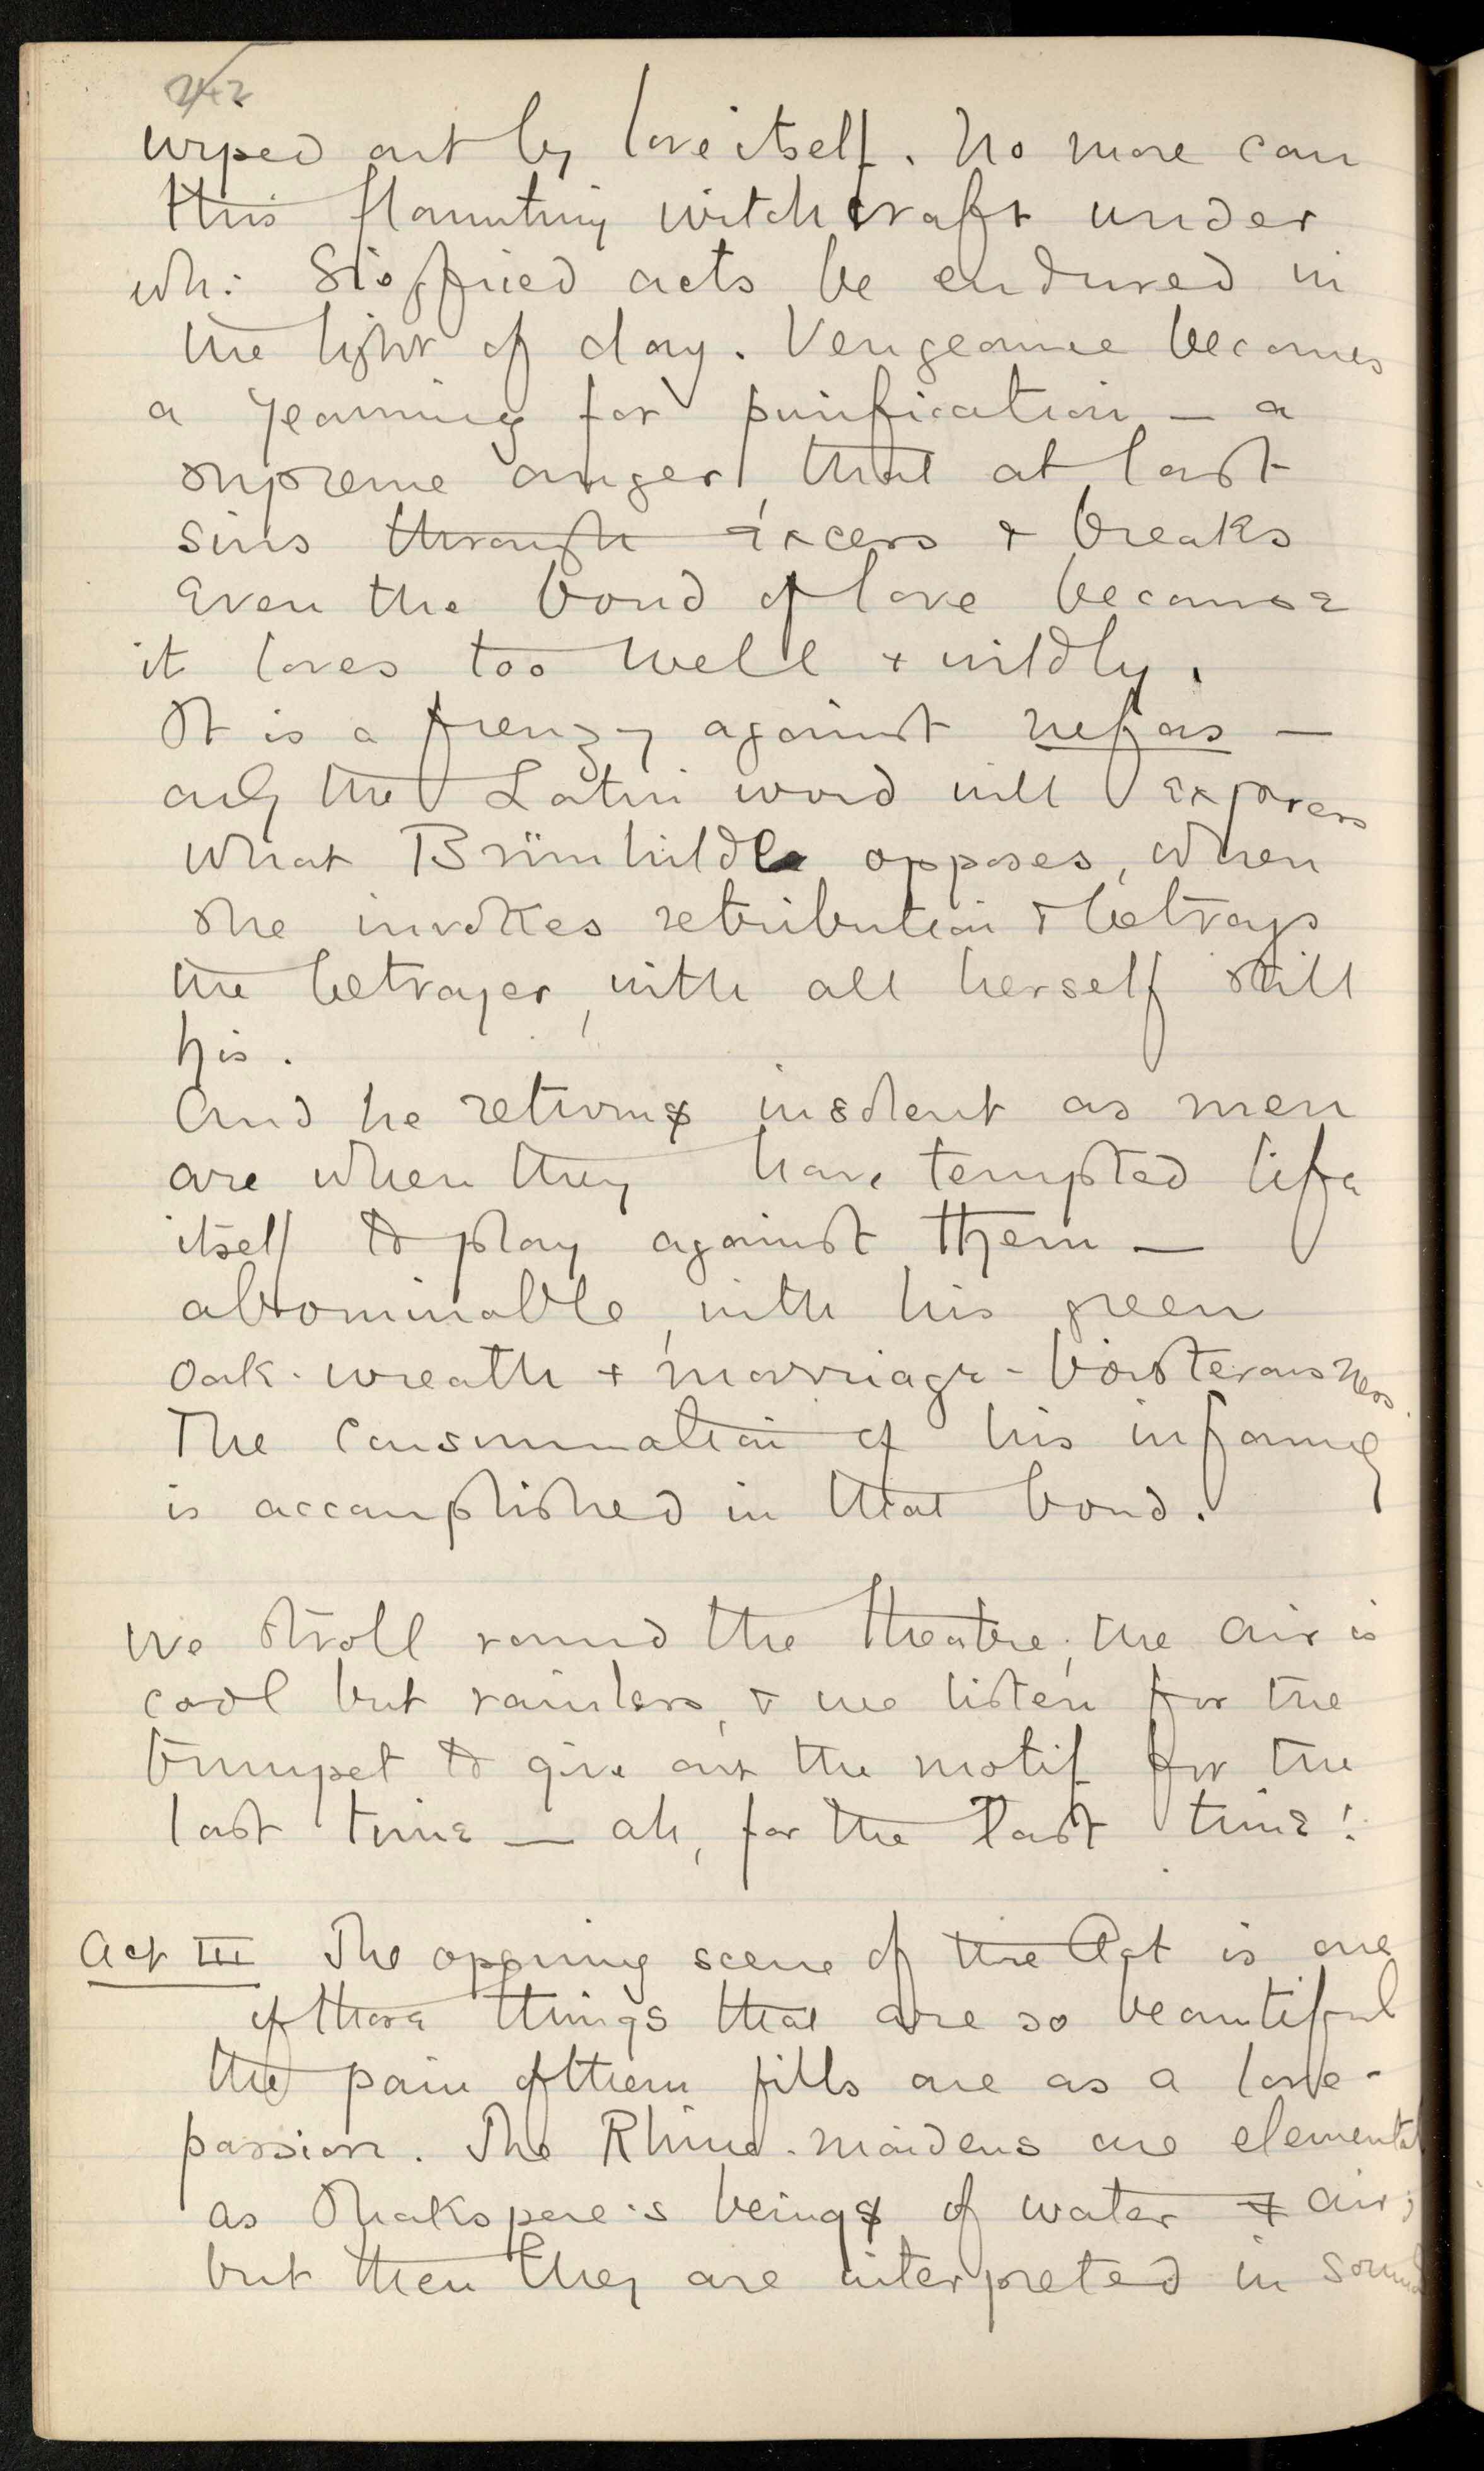 242
wiped out by love itself. No more can
this flaunting witchcraft under
wh: Siegfried acts be endured in
the light of day. Vengeance becomes
a yearning for purification — a
supreme anger, that at last
sins through excess & breaks
even the bond of love because
it loves too well & wildly.
It is a frenzy against nefas —
only the Latin word will express
what Brünnhilde opposes, when
she invokes retribution & betrays
the betrayer, with all herself still
his.
And he returns insolent as men
are when they have tempted life
itself to play against them —
abominable, with his green
oak-wreath & marriage-boisterousness.
The consummation of his infamy
is accomplished in that bond.
We stroll round the theatre; the air is
cool but rainless, & we listen for the
trumpet to give out the motif for the
last time — ah, for the last time!
Act III The opening scene of the Act is one
of those things that are so beautiful
the pain of them fills one as a love-
passion. The Rhine-maidens are elemental
as Shakspere's beings of water & air;
but then they are interpreted in sound